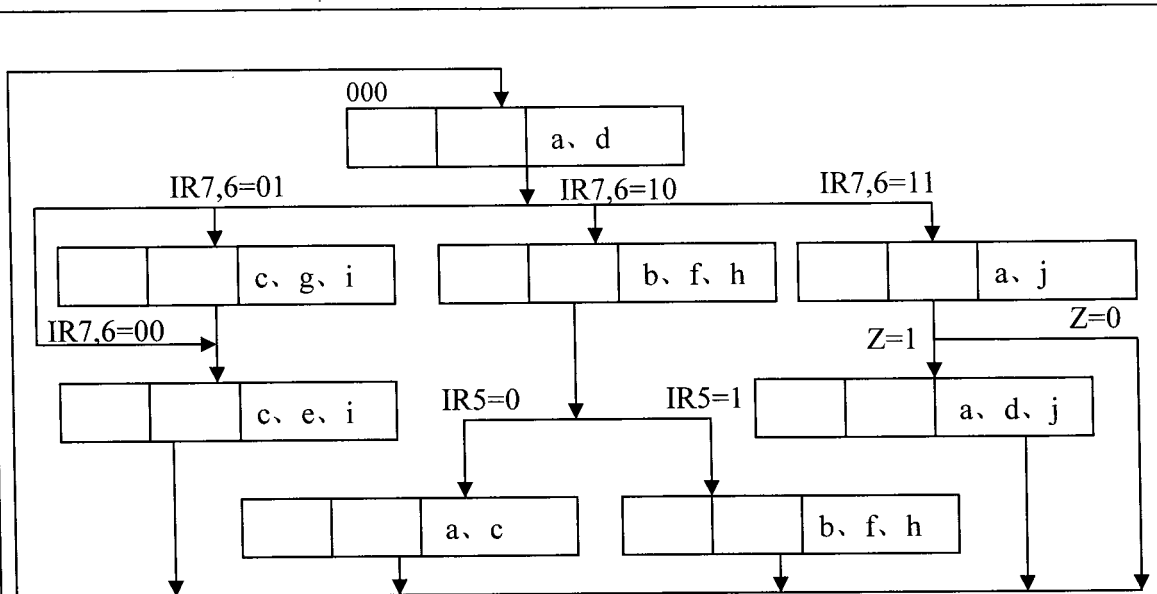 000
a、d
IR7,6=01
IR7,6=10
IR7,6=11
c、g、i
b、f、h
a、j
IR7,6=00
Z=1
Z=0
c、e、i
IR5=0
IR5=1
a、d、j
a、c
b、f、h